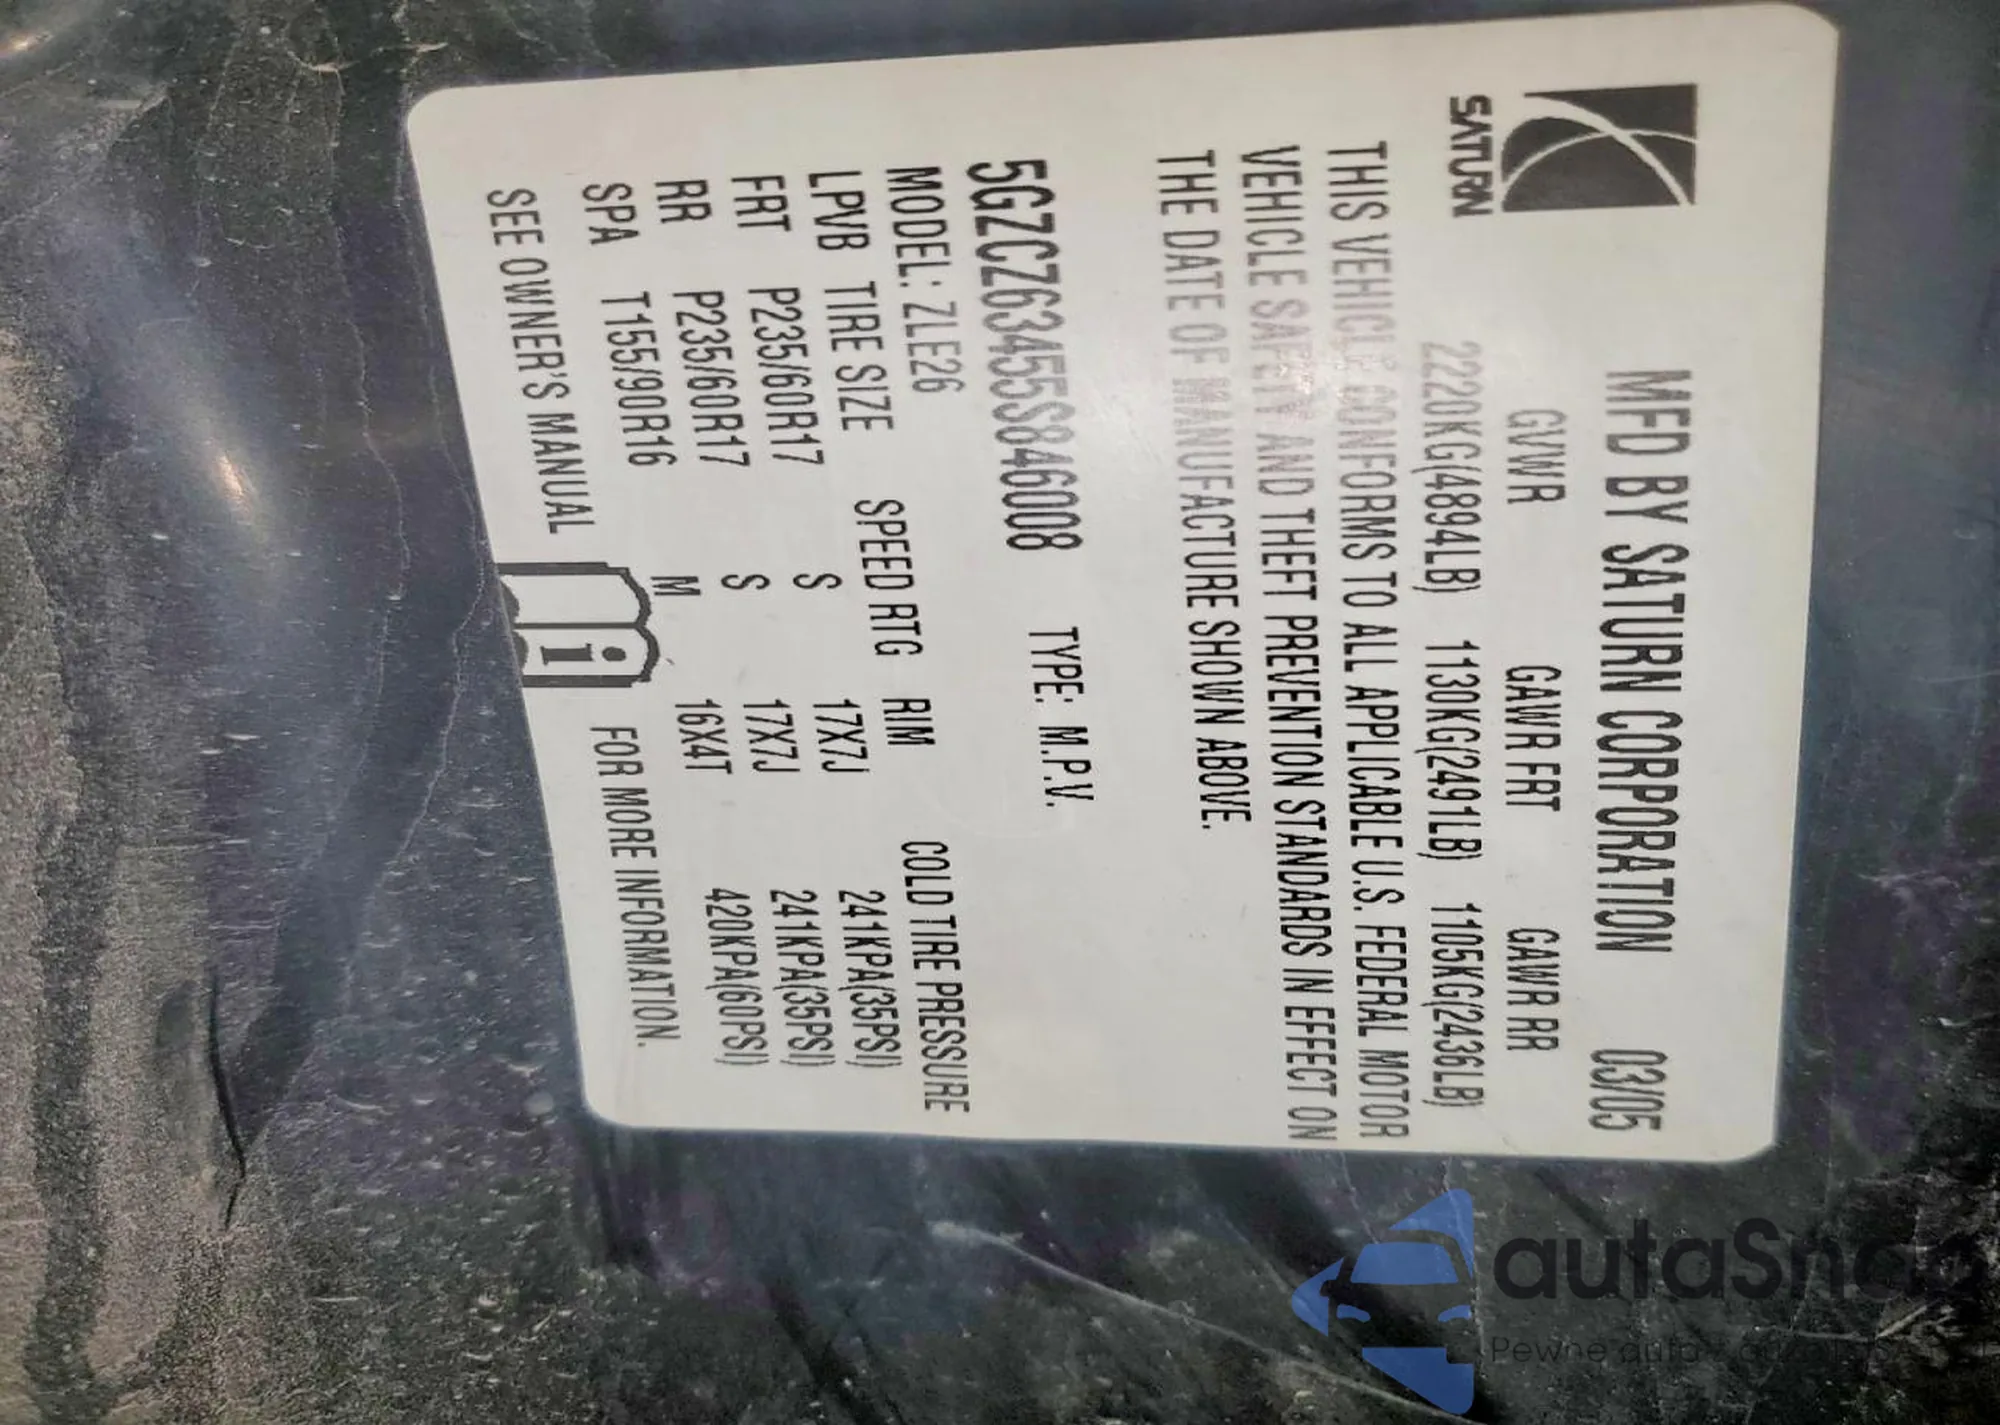 SATURN
MFD BY SATURN CORPORATION 03/05
GVWR GAWR FRT GAWR RR
2220KG(4894LB) 1130KG(2491LB) 1105KG(2436LB)
THIS VEHICLE CONFORMS TO ALL APPLICABLE U.S. FEDERAL MOTOR
VEHICLE SAFETY AND THEFT PREVENTION STANDARDS IN EFFECT ON
THE DATE OF MANUFACTURE SHOWN ABOVE.
5GZCZ63455S846008 TYPE: M.P.V.
MODEL: ZLE26
LPVB TIRE SIZE SPEED RTG RIM COLD TIRE PRESSURE
FRT P235/60R17 S 17X7J 241KPA(35PSI)
RR P235/60R17 S 17X7J 241KPA(35PSI)
SPA T155/90R16 M 16X4T 420KPA(60PSI)
SEE OWNER'S MANUAL i FOR MORE INFORMATION.
autaSnap
Pewne auta z